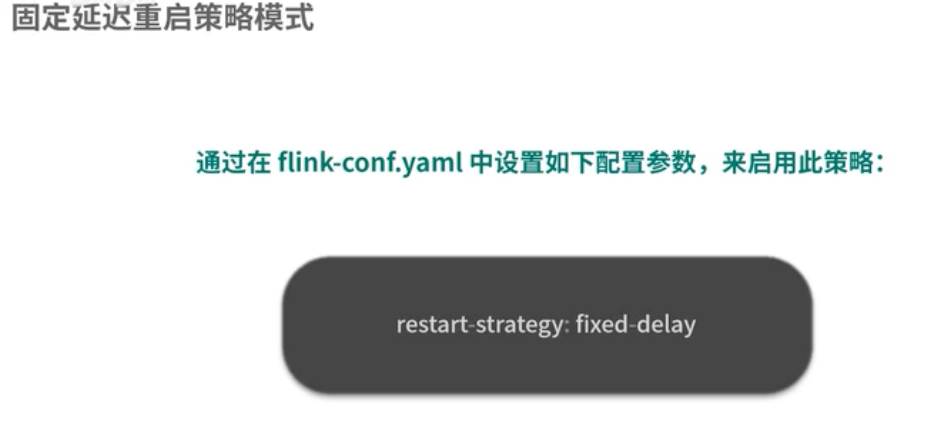 固定延迟重启策略模式
通过在 flink-conf.yaml 中设置如下配置参数，来启用此策略：
restart-strategy: fixed-delay